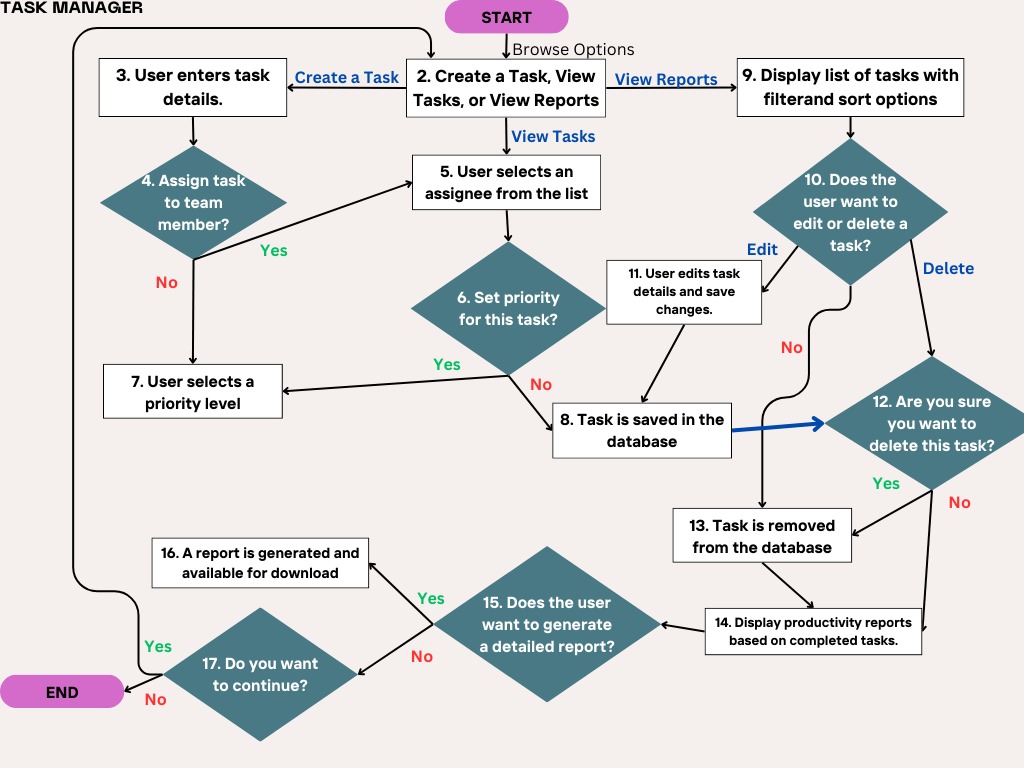 TASK MANAGER
START
Browse Options
2. Create a Task, View
Tasks, or View Reports
Create a Task
View Reports
View Tasks
3. User enters task
details.
9. Display list of tasks with
filterand sort options
4. Assign task
to team
member?
Yes
No
5. User selects an
assignee from the list
10. Does the
user want to
edit or delete a
task?
Edit
Delete
No
11. User edits task
details and save
changes.
6. Set priority
for this task?
Yes
No
7. User selects a
priority level
8. Task is saved in the
database
12. Are you sure
you want to
delete this task?
Yes
No
13. Task is removed
from the database
14. Display productivity reports
based on completed tasks.
15. Does the user
want to generate
a detailed report?
Yes
No
16. A report is generated and
available for download
17. Do you want
to continue?
Yes
No
END